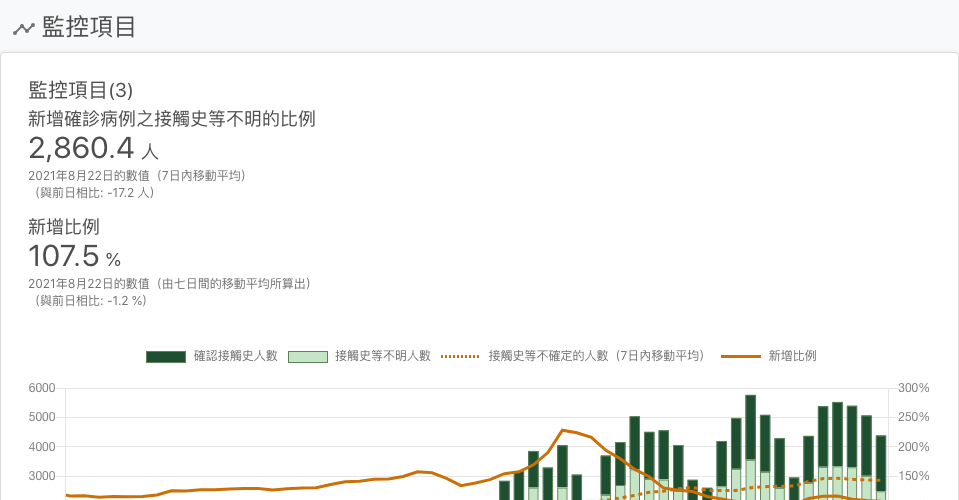 監控項目
監控項目(3)
新增確診病例之接觸史等不明的比例
2,860.4 人
2021年8月22日的數值（7日內移動平均）
（與前日相比: -17.2 人）
新增比例
107.5 %
2021年8月22日的數值（由七日間的移動平均所算出）
（與前日相比: -1.2 %）
確認接觸史人數 接觸史等不明人數 接觸史等不確定的人數（7日內移動平均） 新增比例
6000 300%
5000 250%
4000 200%
3000 150%